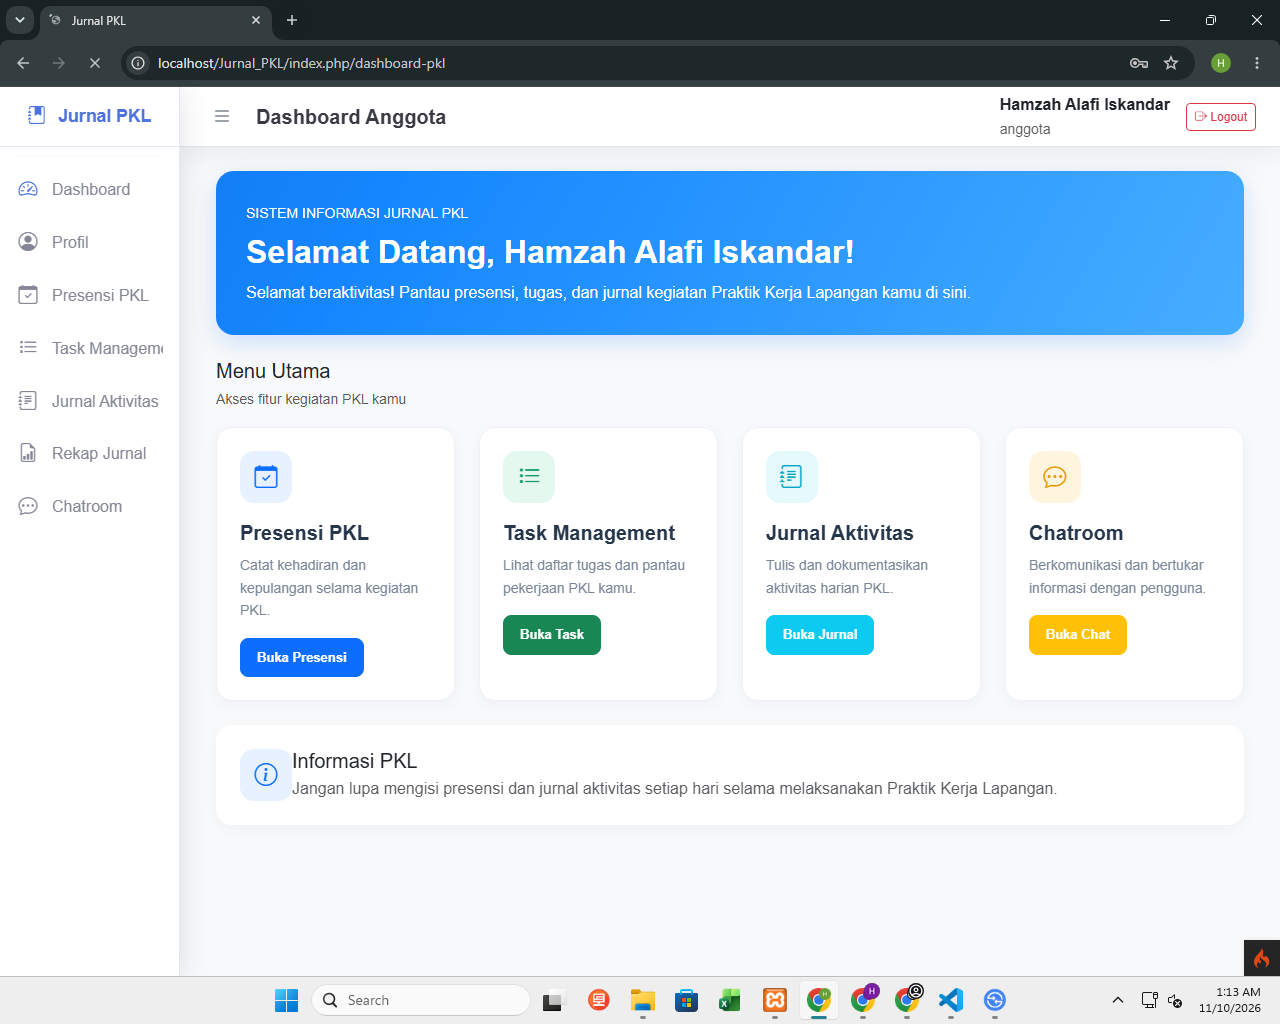 Jurnal PKL
localhost/Jurnal_PKL/index.php/dashboard-pkl
H
Jurnal PKL
Dashboard Anggota
Hamzah Alafi Iskandar
anggota
Logout
Dashboard
Profil
Presensi PKL
Task Manageme
Jurnal Aktivitas
Rekap Jurnal
Chatroom
SISTEM INFORMASI JURNAL PKL
Selamat Datang, Hamzah Alafi Iskandar!
Selamat beraktivitas! Pantau presensi, tugas, dan jurnal kegiatan Praktik Kerja Lapangan kamu di sini.
Menu Utama
Akses fitur kegiatan PKL kamu
Presensi PKL
Catat kehadiran dan
kepulangan selama kegiatan
PKL.
Buka Presensi
Task Management
Lihat daftar tugas dan pantau
pekerjaan PKL kamu.
Buka Task
Jurnal Aktivitas
Tulis dan dokumentasikan
aktivitas harian PKL.
Buka Jurnal
Chatroom
Berkomunikasi dan bertukar
informasi dengan pengguna.
Buka Chat
Informasi PKL
Jangan lupa mengisi presensi dan jurnal aktivitas setiap hari selama melaksanakan Praktik Kerja Lapangan.
Search
H
H
1:13 AM
11/10/2026